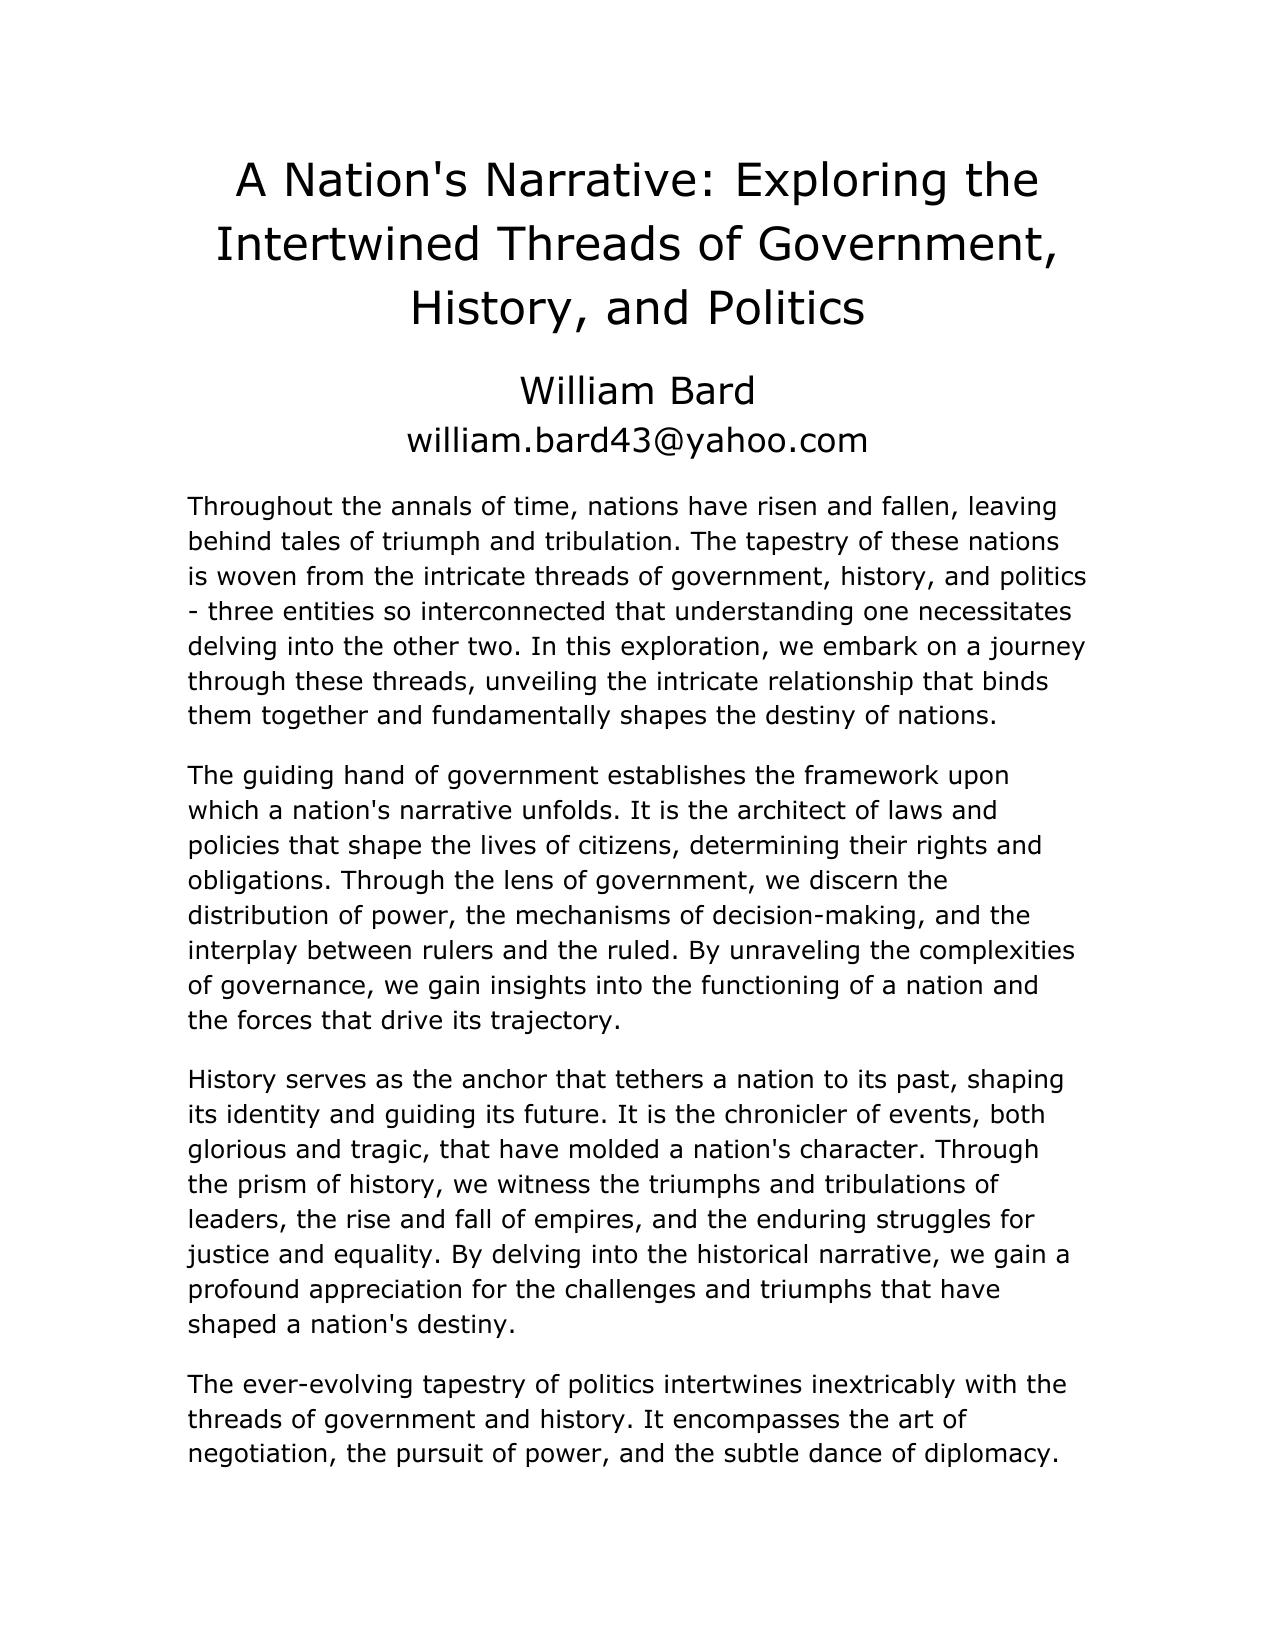 A Nation's Narrative: Exploring the
Intertwined Threads of Government,
History, and Politics
William Bard
william.bard43@yahoo.com
Throughout the annals of time, nations have risen and fallen, leaving
behind tales of triumph and tribulation. The tapestry of these nations
is woven from the intricate threads of government, history, and politics
- three entities so interconnected that understanding one necessitates
delving into the other two. In this exploration, we embark on a journey
through these threads, unveiling the intricate relationship that binds
them together and fundamentally shapes the destiny of nations.
The guiding hand of government establishes the framework upon
which a nation's narrative unfolds. It is the architect of laws and
policies that shape the lives of citizens, determining their rights and
obligations. Through the lens of government, we discern the
distribution of power, the mechanisms of decision-making, and the
interplay between rulers and the ruled. By unraveling the complexities
of governance, we gain insights into the functioning of a nation and
the forces that drive its trajectory.
History serves as the anchor that tethers a nation to its past, shaping
its identity and guiding its future. It is the chronicler of events, both
glorious and tragic, that have molded a nation's character. Through
the prism of history, we witness the triumphs and tribulations of
leaders, the rise and fall of empires, and the enduring struggles for
justice and equality. By delving into the historical narrative, we gain a
profound appreciation for the challenges and triumphs that have
shaped a nation's destiny.
The ever-evolving tapestry of politics intertwines inextricably with the
threads of government and history. It encompasses the art of
negotiation, the pursuit of power, and the subtle dance of diplomacy.